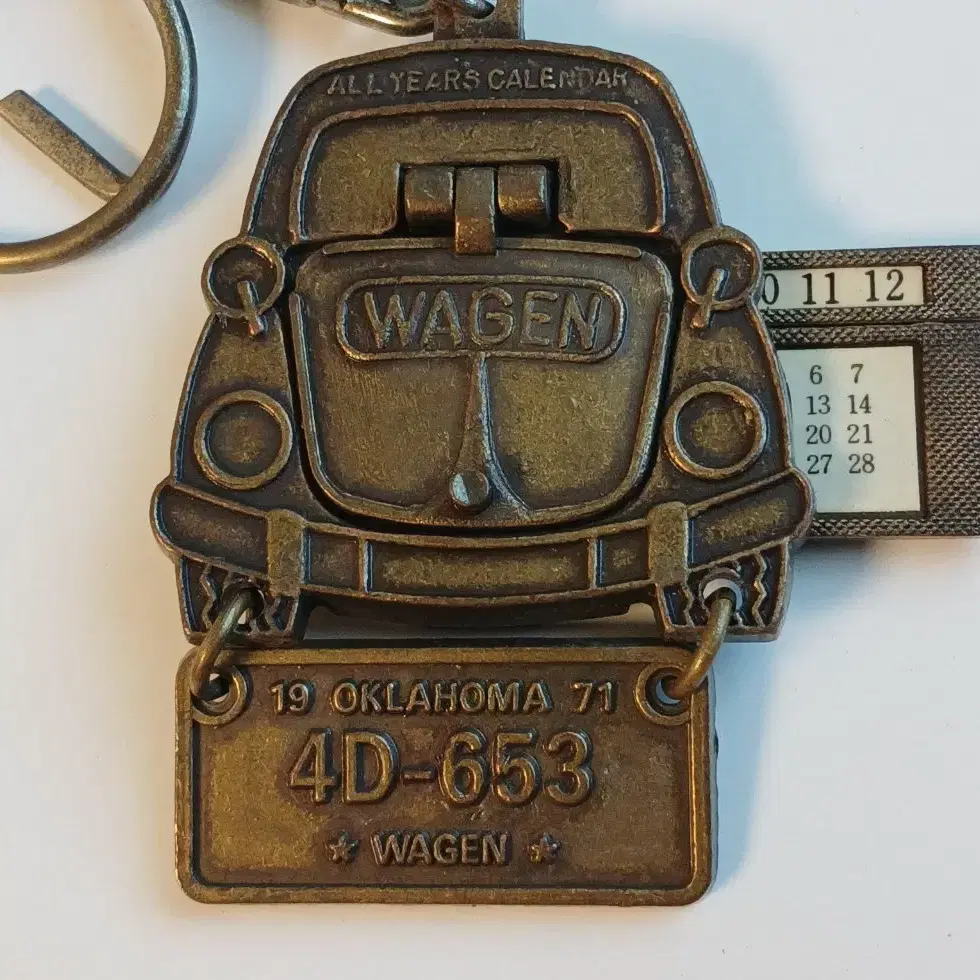 ALL YEARS CALENDAR
WAGEN
0 11 12
6 7
13 14
20 21
27 28
19 OKLAHOMA 71
4D-653
★ WAGEN ★